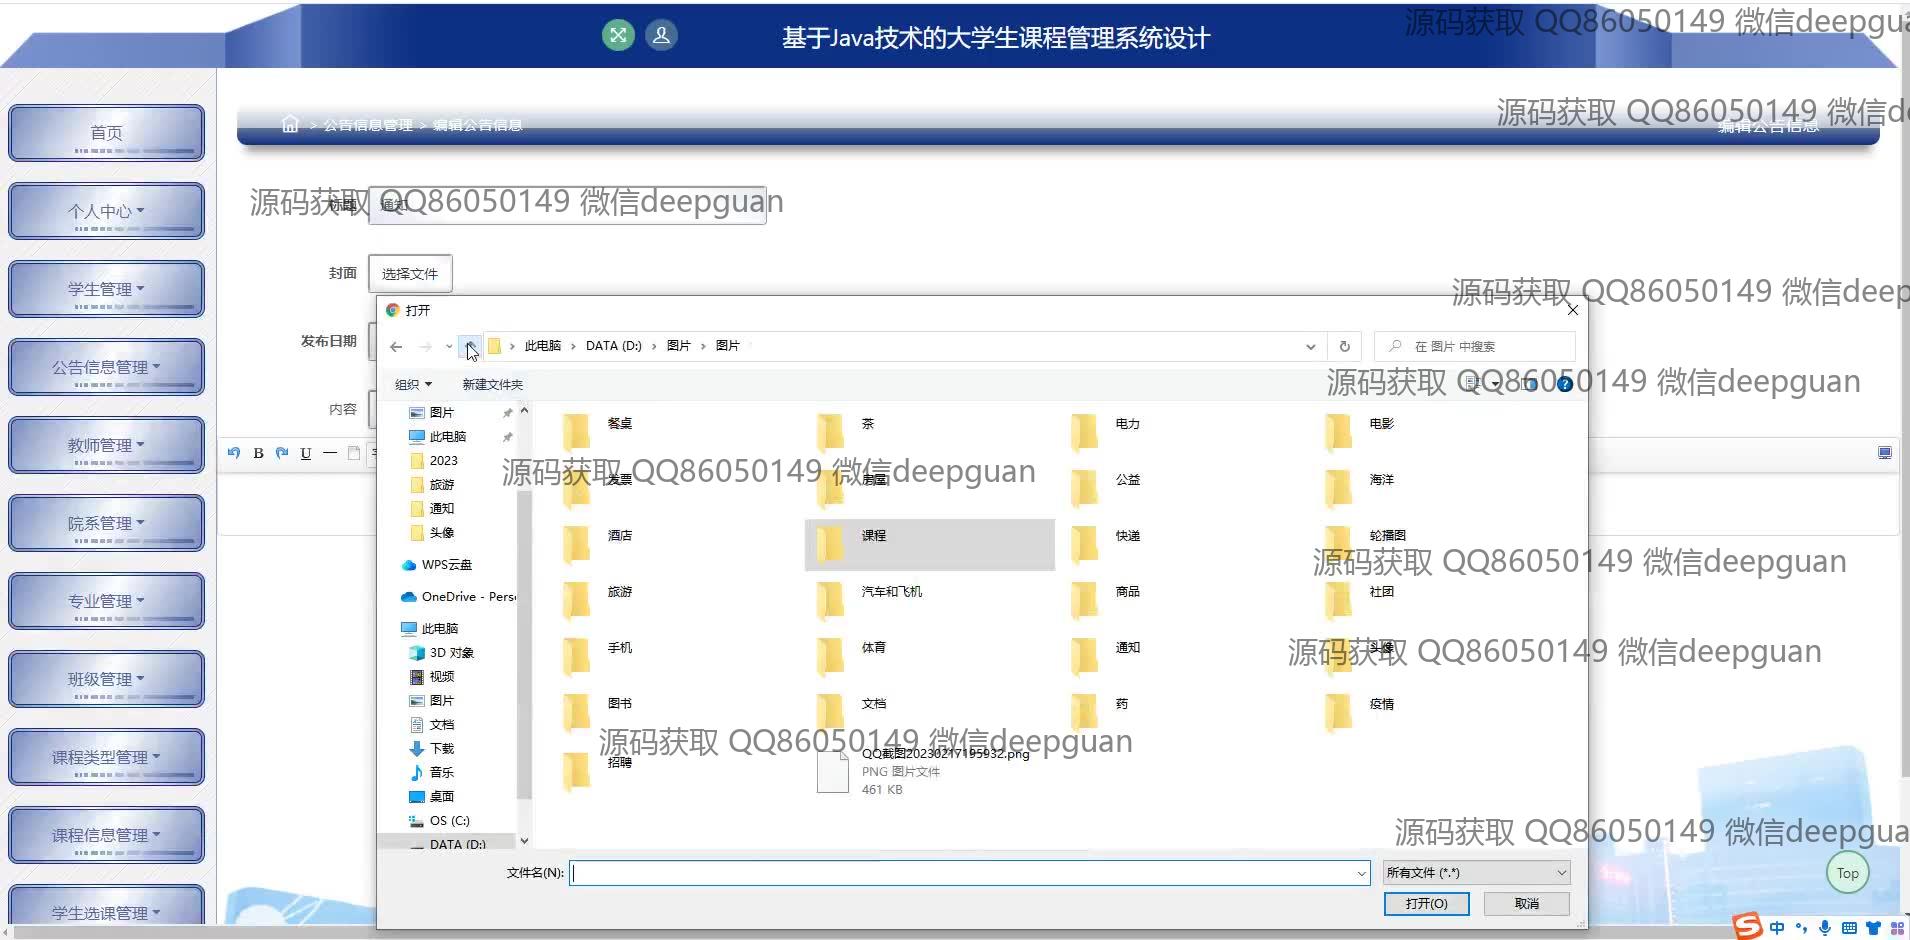 基于Java技术的大学生课程管理系统设计
源码获取 QQ86050149 微信deepgua
首页
个人中心
学生管理
公告信息管理
教师管理
院系管理
专业管理
班级管理
课程类型管理
课程信息管理
学生选课管理
> 公告信息管理 > 编辑公告信息
编辑公告信息
源码获取 QQ86050149 微信d
标题 通知
源码获取 QQ86050149 微信deepguan
封面 选择文件
发布日期
内容
B U
源码获取 QQ86050149 微信deep
打开
此电脑 > DATA (D:) > 图片 > 图片
在 图片 中搜索
组织 新建文件夹
源码获取 QQ86050149 微信deepguan
图片
此电脑
2023
旅游
通知
头像
WPS云盘
OneDrive - Pers
此电脑
3D 对象
视频
图片
文档
下载
音乐
桌面
OS (C:)
DATA (D:)
餐桌 茶 电力 电影
源码获取 QQ86050149 微信deepguan
发票 房屋 公益 海洋
酒店 课程 快递 轮播图
源码获取 QQ86050149 微信deepguan
旅游 汽车和飞机 商品 社团
手机 体育 通知 头像
源码获取 QQ86050149 微信deepguan
图书 文档 药 疫情
源码获取 QQ86050149 微信deepguan
招聘 QQ截图20230217195932.png
PNG 图片文件
461 KB
源码获取 QQ86050149 微信deepgua
文件名(N): 所有文件 (*.*)
打开(O) 取消
Top
中